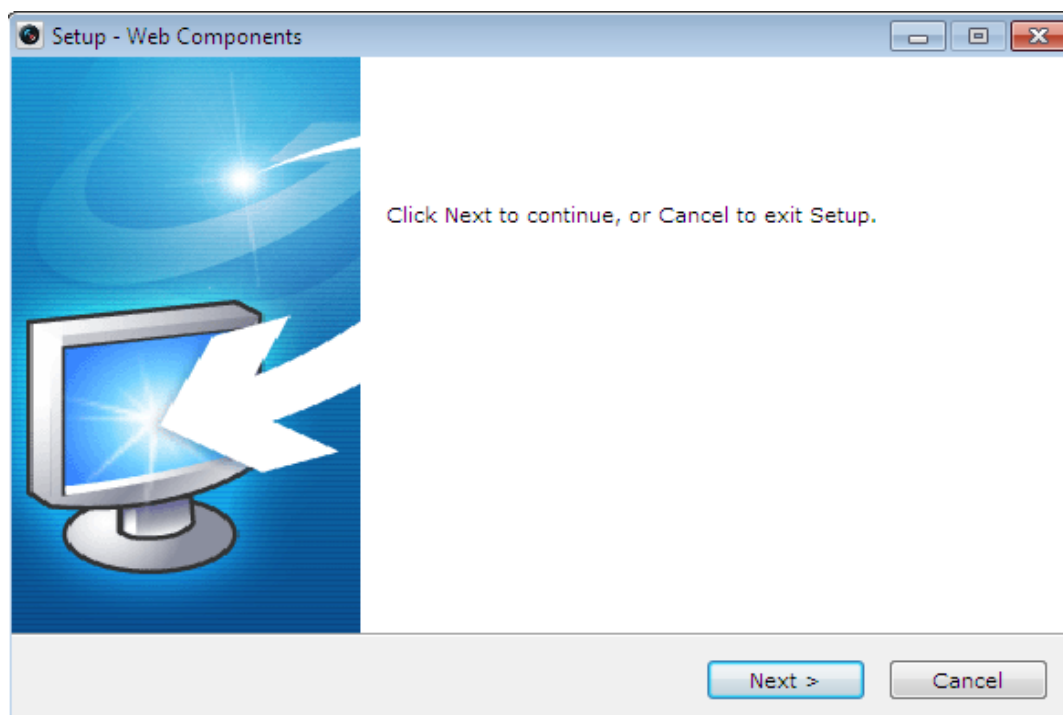 Setup - Web Components
Click Next to continue, or Cancel to exit Setup.
Next >
Cancel